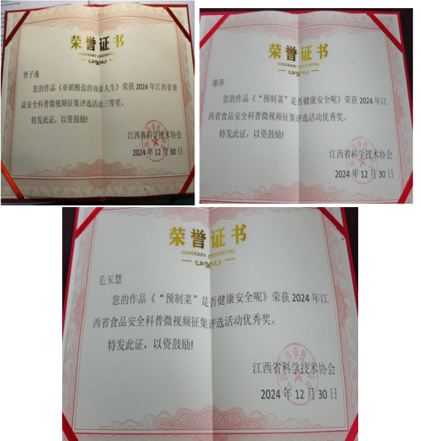 荣誉证书
HONORARY CREDENTIAL
曾子逸
您的作品《亚硝酸盐的双面人生》荣获2024年江西省食
品安全科普微视频征集评选活动三等奖。
特发此证，以资鼓励!
江西省科学技术协会
2024年12月30日
荣誉证书
HONORARY CREDENTIAL
您的作品《“预制菜”是否健康安全呢》荣获2024年江
西省食品安全科普微视频征集评选活动优秀奖。
特发此证，以资鼓励!
江西省科学技术协会
2024年12月30日
荣誉证书
HONORARY CREDENTIAL
毛玉慧
您的作品《“预制菜”是否健康安全呢》荣获2024年江
西省食品安全科普微视频征集评选活动优秀奖。
特发此证，以资鼓励!
江西省科学技术协会
2024年12月30日